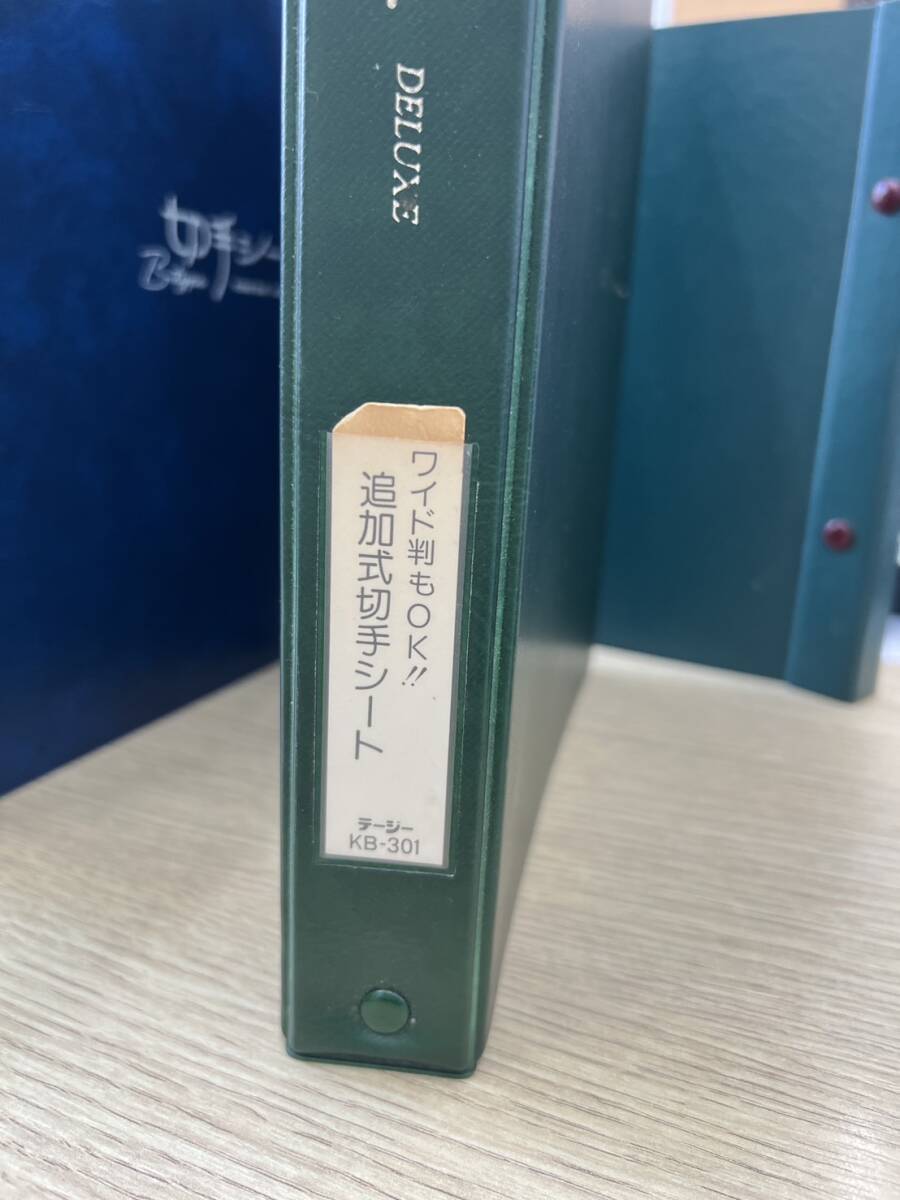 DELUXE
ワイド判もOK!!
追加式切手シート
テージー
KB-301
切手シー